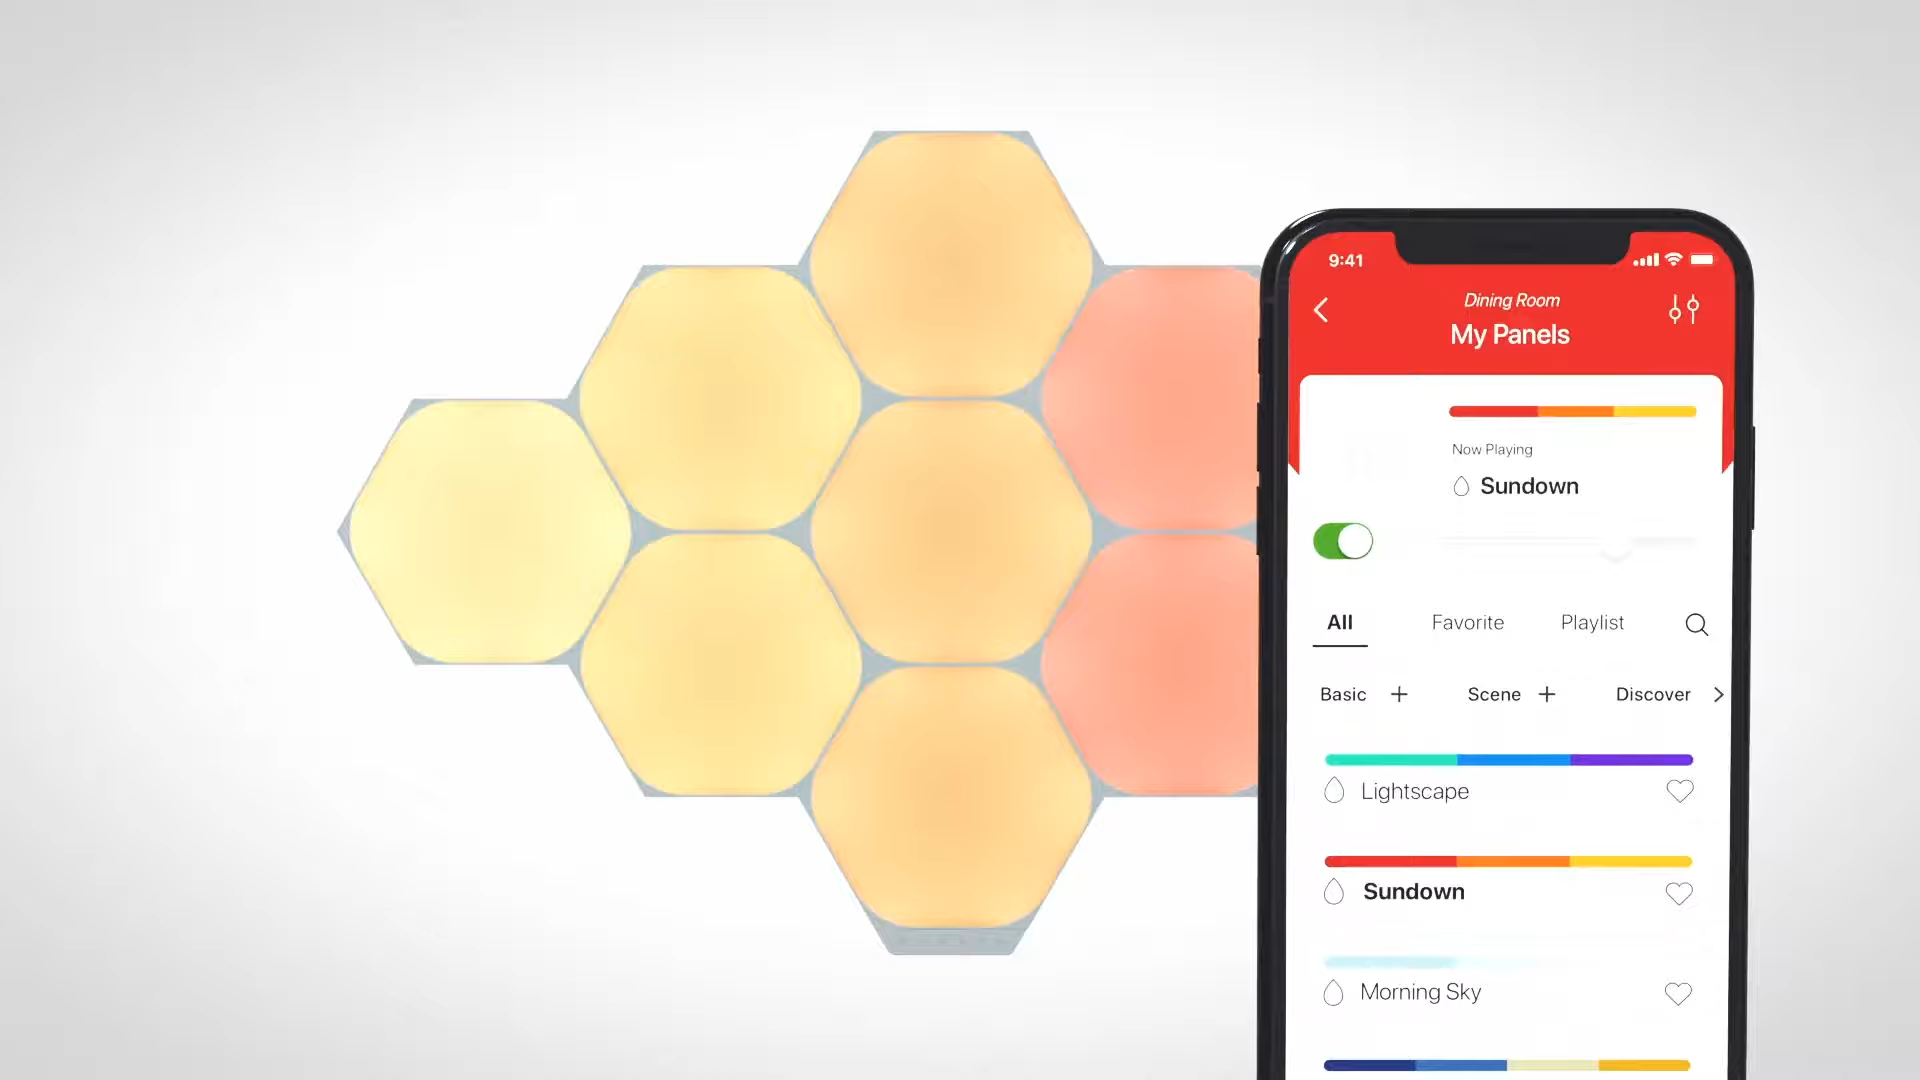 9:41
Dining Room
My Panels
Now Playing
Sundown
All Favorite Playlist
Basic + Scene + Discover
Lightscape
Sundown
Morning Sky